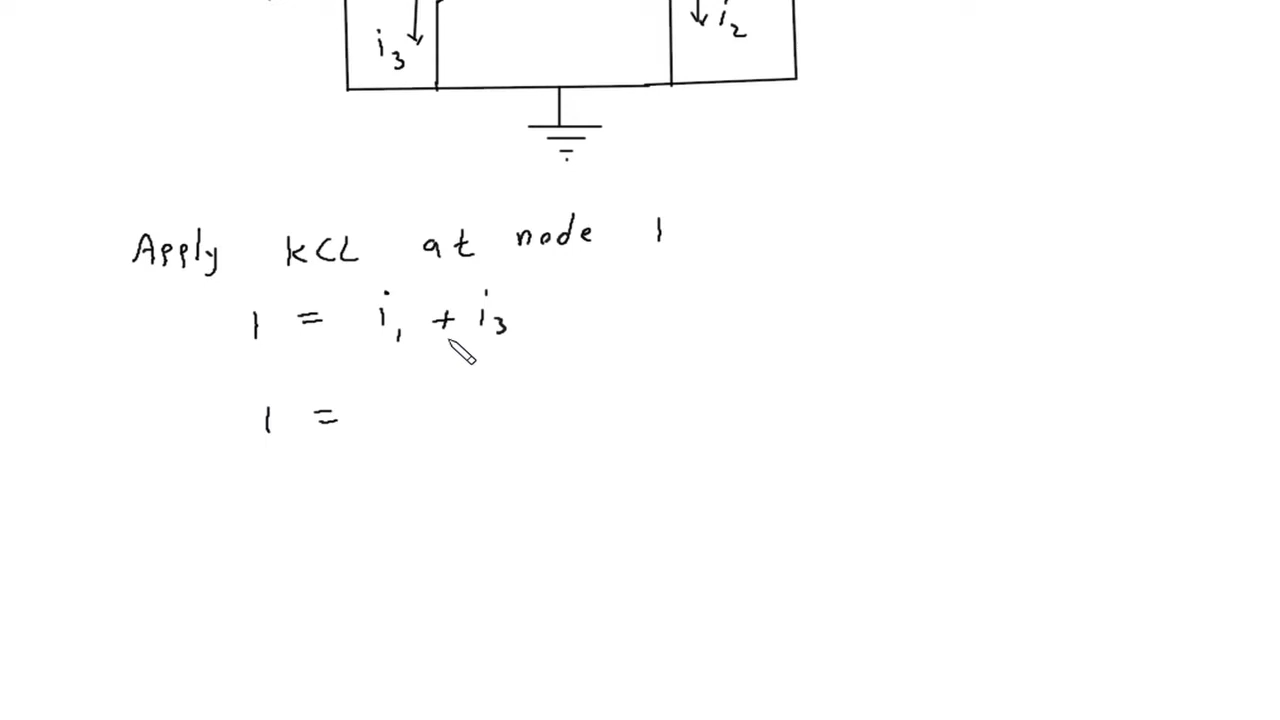 i₃
i₂
Apply KCL at node 1
1 = i₁ + i₃
1 =